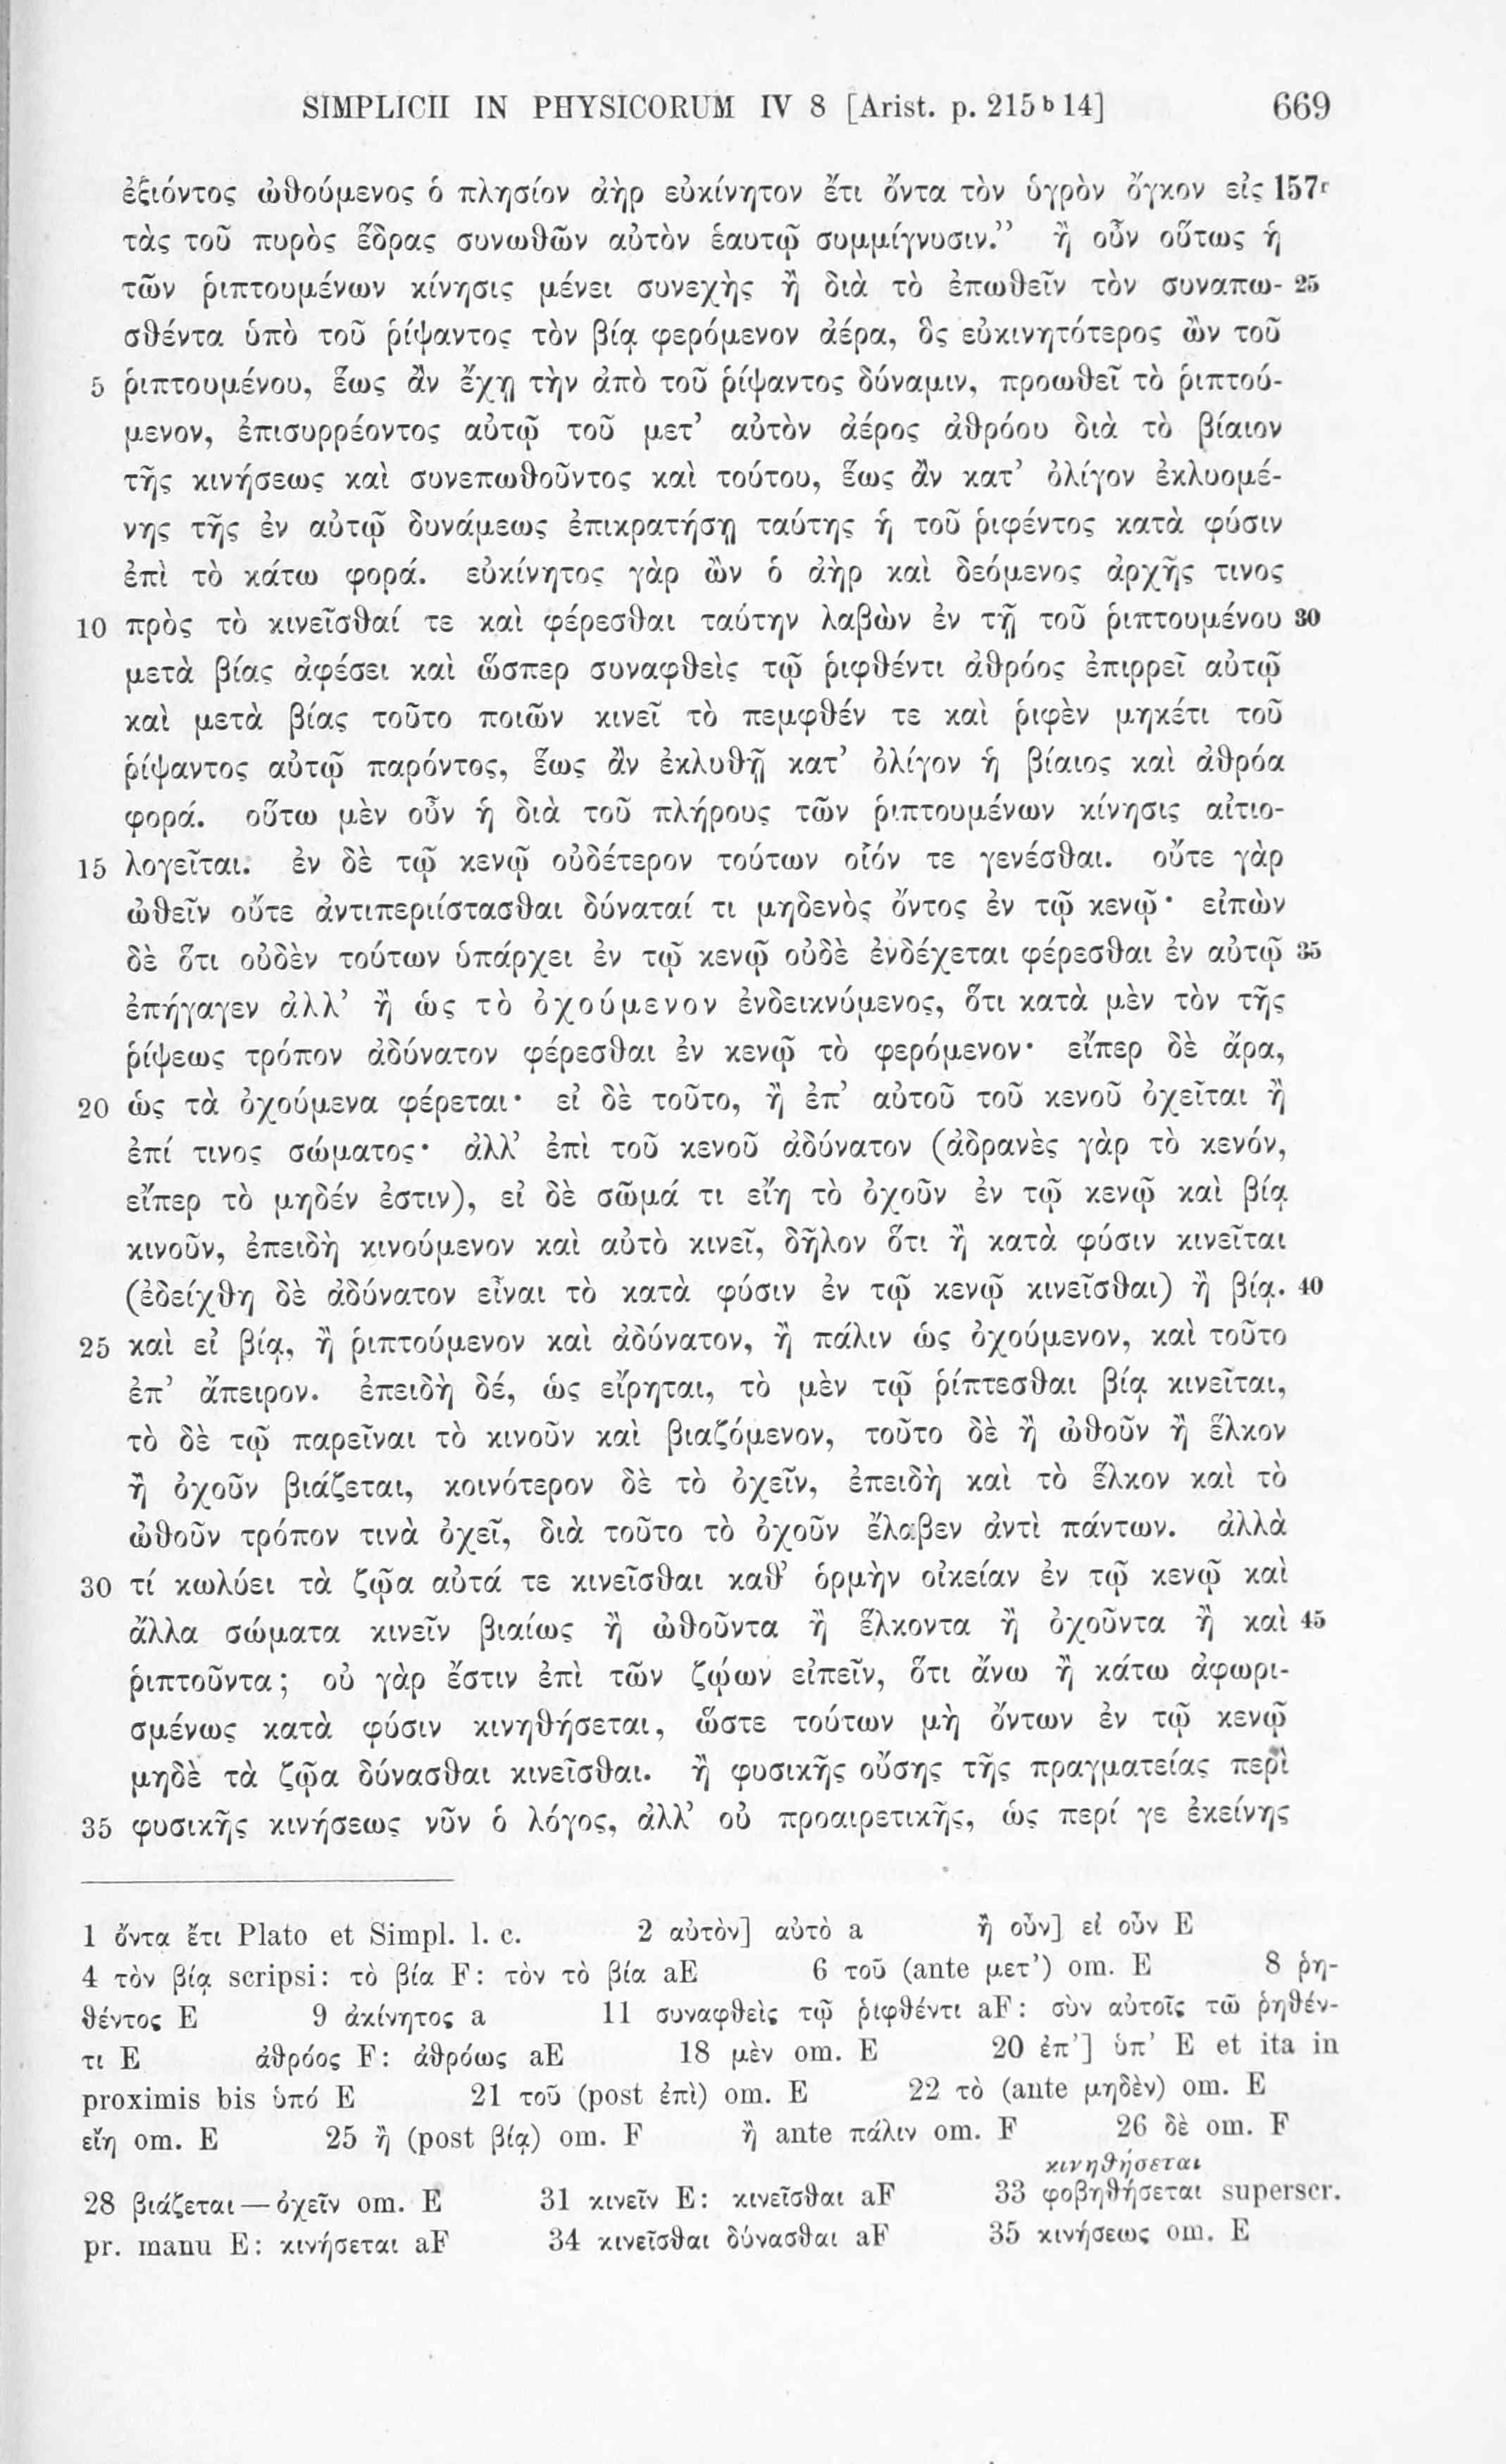 SIMPLICII IN PHYSICORUM IV 8 [Arist. p. 215 b 14] 669
ἐξιόντος ὠθούμενος ὁ πλησίον ἀὴρ εὐκίνητον ἔτι ὄντα τὸν ὑγρὸν ὄγκον εἰς 157r
τὰς τοῦ πυρὸς ἕδρας συνωθῶν αὐτὸν ἑαυτῷ συμμίγνυσιν.” ἢ οὖν οὕτως ἡ
τῶν ῥιπτουμένων κίνησις μένει συνεχὴς ἢ διὰ τὸ ἐπωθεῖν τὸν συναπω- 25
σθέντα ὑπὸ τοῦ ῥίψαντος τὸν βίᾳ φερόμενον ἀέρα, ὃς εὐκινητότερος ὢν τοῦ
5 ῥιπτουμένου, ἕως ἂν ἔχῃ τὴν ἀπὸ τοῦ ῥίψαντος δύναμιν, προωθεῖ τὸ ῥιπτού-
μενον, ἐπισυρρέοντος αὐτῷ τοῦ μετ’ αὐτὸν ἀέρος ἀθρόου διὰ τὸ βίαιον
τῆς κινήσεως καὶ συνεπωθοῦντος καὶ τούτου, ἕως ἂν κατ’ ὀλίγον ἐκλυομέ-
νης τῆς ἐν αὐτῷ δυνάμεως ἐπικρατήσῃ ταύτης ἡ τοῦ ῥιφέντος κατὰ φύσιν
ἐπὶ τὸ κάτω φορά. εὐκίνητος γὰρ ὢν ὁ ἀὴρ καὶ δεόμενος ἀρχῆς τινος
10 πρὸς τὸ κινεῖσθαί τε καὶ φέρεσθαι ταύτην λαβὼν ἐν τῇ τοῦ ῥιπτουμένου 30
μετὰ βίας ἀφέσει καὶ ὥσπερ συναφθεὶς τῷ ῥιφθέντι ἀθρόος ἐπιρρεῖ αὐτῷ
καὶ μετὰ βίας τοῦτο ποιῶν κινεῖ τὸ πεμφθέν τε καὶ ῥιφὲν μηκέτι τοῦ
ῥίψαντος αὐτῷ παρόντος, ἕως ἂν ἐκλυθῇ κατ’ ὀλίγον ἡ βίαιος καὶ ἀθρόα
φορά. οὕτω μὲν οὖν ἡ διὰ τοῦ πλήρους τῶν ῥιπτουμένων κίνησις αἰτιο-
15 λογεῖται. ἐν δὲ τῷ κενῷ οὐδέτερον τούτων οἷόν τε γενέσθαι. οὔτε γὰρ
ὠθεῖν οὔτε ἀντιπεριίστασθαι δύναταί τι μηδενὸς ὄντος ἐν τῷ κενῷ· εἰπὼν
δὲ ὅτι οὐδὲν τούτων ὑπάρχει ἐν τῷ κενῷ οὐδὲ ἐνδέχεται φέρεσθαι ἐν αὐτῷ 35
ἐπήγαγεν ἀλλ’ ἢ ὡς τὸ ὀχούμενον ἐνδεικνύμενος, ὅτι κατὰ μὲν τὸν τῆς
ῥίψεως τρόπον ἀδύνατον φέρεσθαι ἐν κενῷ τὸ φερόμενον· εἴπερ δὲ ἄρα,
20 ὡς τὰ ὀχούμενα φέρεται· εἰ δὲ τοῦτο, ἢ ἐπ’ αὐτοῦ τοῦ κενοῦ ὀχεῖται ἢ
ἐπί τινος σώματος· ἀλλ’ ἐπὶ τοῦ κενοῦ ἀδύνατον (ἀδρανὲς γὰρ τὸ κενόν,
εἴπερ τὸ μηδέν ἐστιν), εἰ δὲ σῶμά τι εἴη τὸ ὀχοῦν ἐν τῷ κενῷ καὶ βίᾳ
κινοῦν, ἐπειδὴ κινούμενον καὶ αὐτὸ κινεῖ, δῆλον ὅτι ἢ κατὰ φύσιν κινεῖται
(ἐδείχθη δὲ ἀδύνατον εἶναι τὸ κατὰ φύσιν ἐν τῷ κενῷ κινεῖσθαι) ἢ βίᾳ. 40
25 καὶ εἰ βίᾳ, ἢ ῥιπτούμενον καὶ ἀδύνατον, ἢ πάλιν ὡς ὀχούμενον, καὶ τοῦτο
ἐπ’ ἄπειρον. ἐπειδὴ δέ, ὡς εἴρηται, τὸ μὲν τῷ ῥίπτεσθαι βίᾳ κινεῖται,
τὸ δὲ τῷ παρεῖναι τὸ κινοῦν καὶ βιαζόμενον, τοῦτο δὲ ἢ ὠθοῦν ἢ ἕλκον
ἢ ὀχοῦν βιάζεται, κοινότερον δὲ τὸ ὀχεῖν, ἐπειδὴ καὶ τὸ ἕλκον καὶ τὸ
ὠθοῦν τρόπον τινὰ ὀχεῖ, διὰ τοῦτο τὸ ὀχοῦν ἔλαβεν ἀντὶ πάντων. ἀλλὰ
30 τί κωλύει τὰ ζῷα αὐτά τε κινεῖσθαι καθ’ ὁρμὴν οἰκείαν ἐν τῷ κενῷ καὶ
ἄλλα σώματα κινεῖν βιαίως ἢ ὠθοῦντα ἢ ἕλκοντα ἢ ὀχοῦντα ἢ καὶ 45
ῥιπτοῦντα; οὐ γὰρ ἔστιν ἐπὶ τῶν ζῴων εἰπεῖν, ὅτι ἄνω ἢ κάτω ἀφωρι-
σμένως κατὰ φύσιν κινηθήσεται, ὥστε τούτων μὴ ὄντων ἐν τῷ κενῷ
μηδὲ τὰ ζῷα δύνασθαι κινεῖσθαι. ἢ φυσικῆς οὔσης τῆς πραγματείας περὶ
35 φυσικῆς κινήσεως νῦν ὁ λόγος, ἀλλ’ οὐ προαιρετικῆς, ὡς περί γε ἐκείνης
1 ὄντα ἔτι Plato et Simpl. l. c. 2 αὐτὸν] αὐτὸ a ἢ οὖν] εἰ οὖν E
4 τὸν βίᾳ scripsi: τὸ βία F: τὸν τὸ βία aE 6 τοῦ (ante μετ’) om. E 8 ῥη-
θέντος E 9 ἀκίνητος a 11 συναφθεὶς τῷ ῥιφθέντι aF: σὺν αὐτοῖς τῶ ῥηθέν-
τι E ἀθρόος F: ἀθρόως aE 18 μὲν om. E 20 ἐπ’] ὑπ’ E et ita in
proximis bis ὑπό E 21 τοῦ (post ἐπὶ) om. E 22 τὸ (ante μηδὲν) om. E
εἴη om. E 25 ἢ (post βίᾳ) om. F ἢ ante πάλιν om. F 26 δὲ om. F
κινηθήσεται
28 βιάζεται — ὀχεῖν om. E 31 κινεῖν E: κινεῖσθαι aF 33 φοβηθήσεται superscr.
pr. manu E: κινήσεται aF 34 κινεῖσθαι δύνασθαι aF 35 κινήσεως om. E